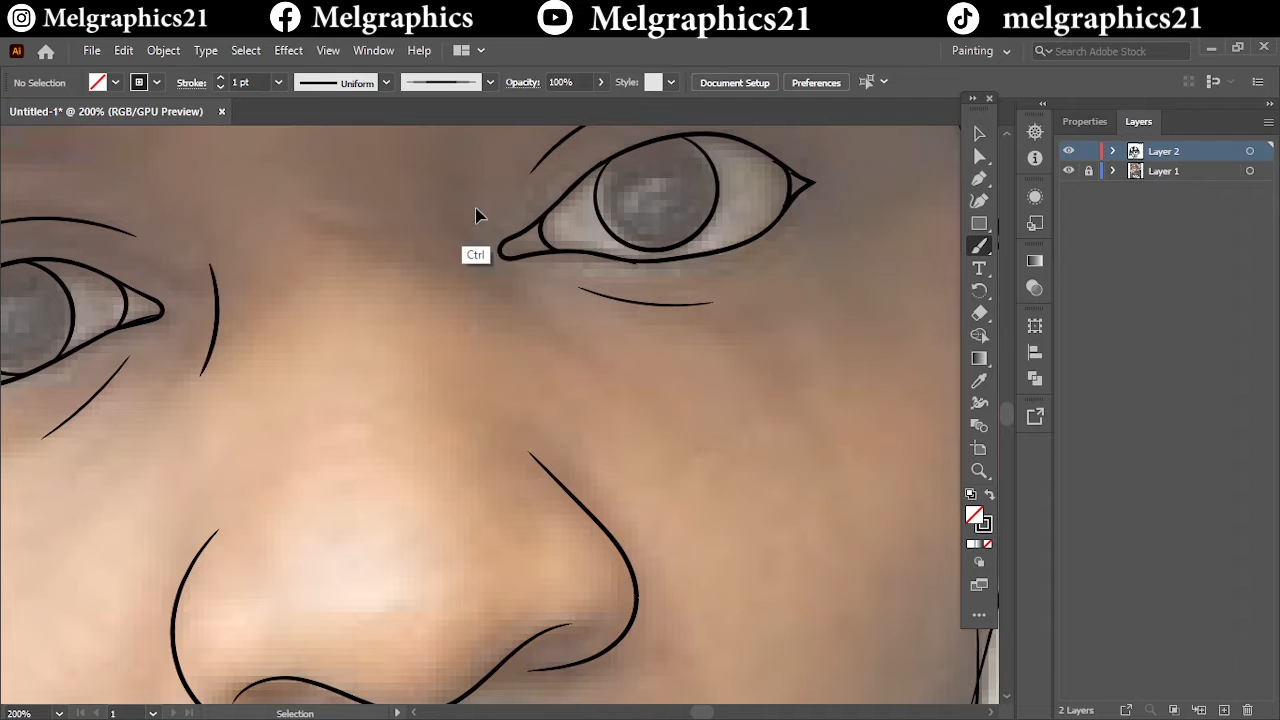 Melgraphics21 Melgraphics Melgraphics21 melgraphics21
Ai File Edit Object Type Select Effect View Window Help Painting Search Adobe Stock
No Selection Stroke: 1 pt Uniform Opacity: 100% Style: Document Setup Preferences
Untitled-1* @ 200% (RGB/GPU Preview) Properties Layers
Layer 2
Layer 1
Ctrl
2 Layers
200% 1 Selection